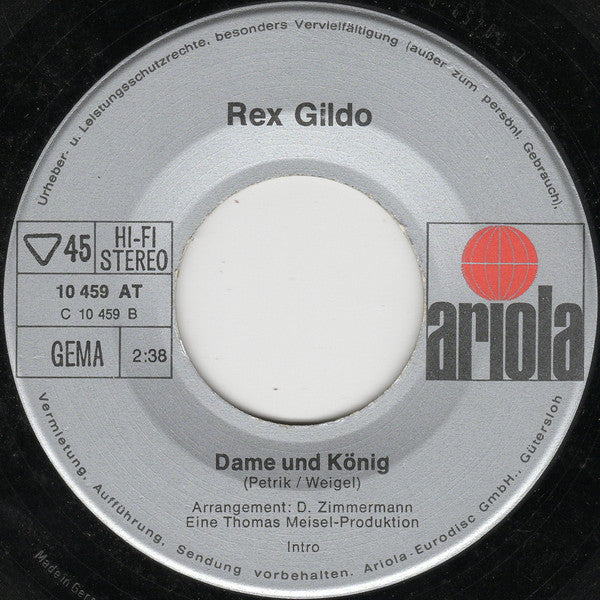 Urheber- u. Leistungsschutzrechte, besonders Vervielfältigung (außer zum persönl. Gebrauch),
Rex Gildo
45
HI-FI
STEREO
10 459 AT
C 10 459 B
GEMA
2:38
ariola
Dame und König
(Petrik / Weigel)
Arrangement: D. Zimmermann
Eine Thomas Meisel-Produktion
Intro
Vermietung, Aufführung, Sendung vorbehalten. Ariola-Eurodisc GmbH., Gütersloh
Made in